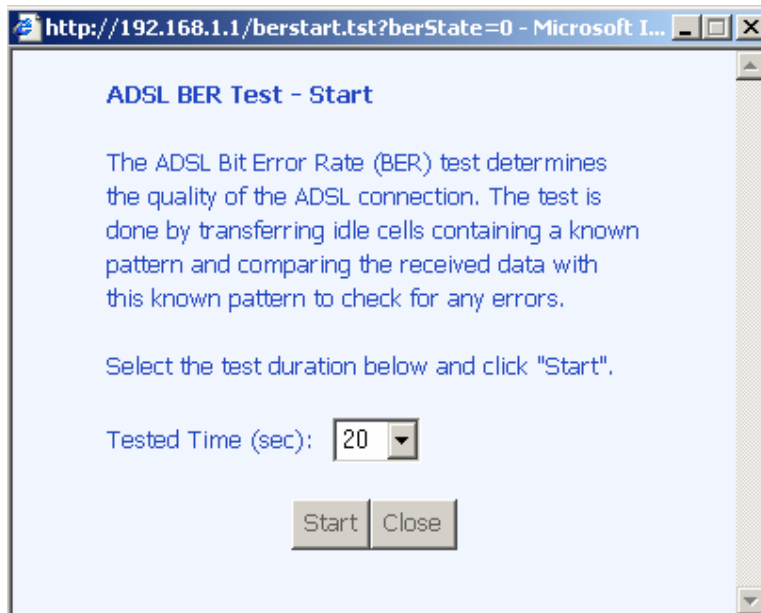 http://192.168.1.1/berstart.tst?berState=0 - Microsoft I...
ADSL BER Test - Start
The ADSL Bit Error Rate (BER) test determines
the quality of the ADSL connection. The test is
done by transferring idle cells containing a known
pattern and comparing the received data with
this known pattern to check for any errors.
Select the test duration below and click "Start".
Tested Time (sec): 20
Start Close